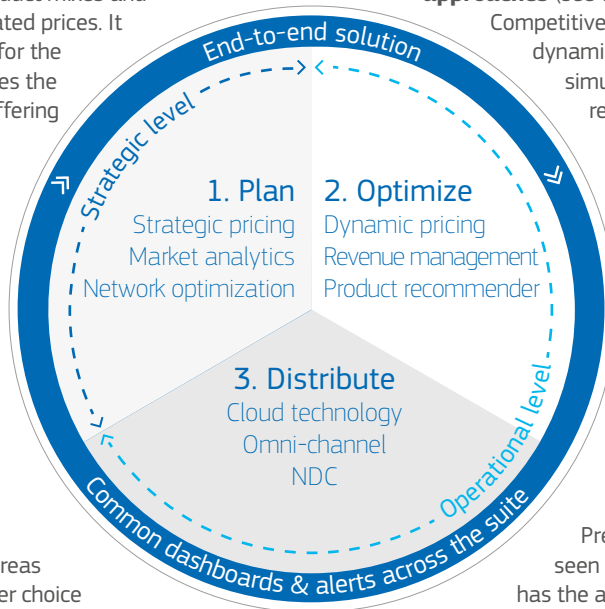 and
ated prices. It
for the
es the
ffering
Competitive
dynami
simu
re
End-to-end solution
Strategic level
1. Plan
Strategic pricing
Market analytics
Network optimization
2. Optimize
Dynamic pricing
Revenue management
Product recommender
3. Distribute
Cloud technology
Omni-channel
NDC
Operational level
Common dashboards & alerts across the suite
reas
er choice
Pre
seen
has the a